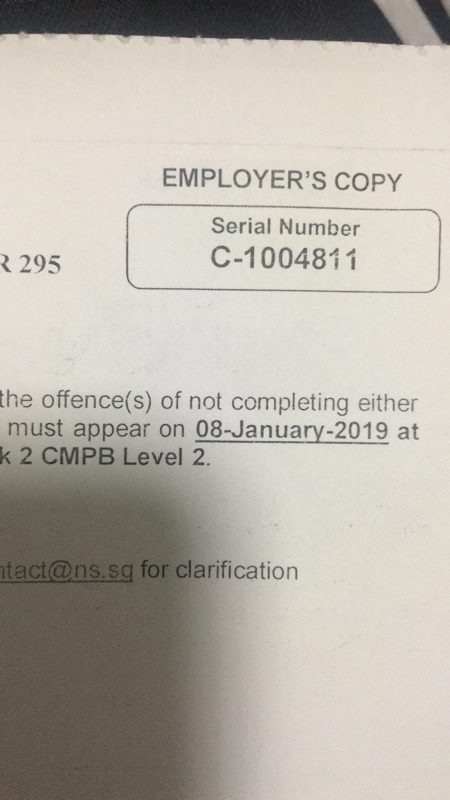 EMPLOYER'S COPY
Serial Number
C-1004811
R 295
the offence(s) of not completing either
must appear on 08-January-2019 at
k 2 CMPB Level 2.
ntact@ns.sg for clarification